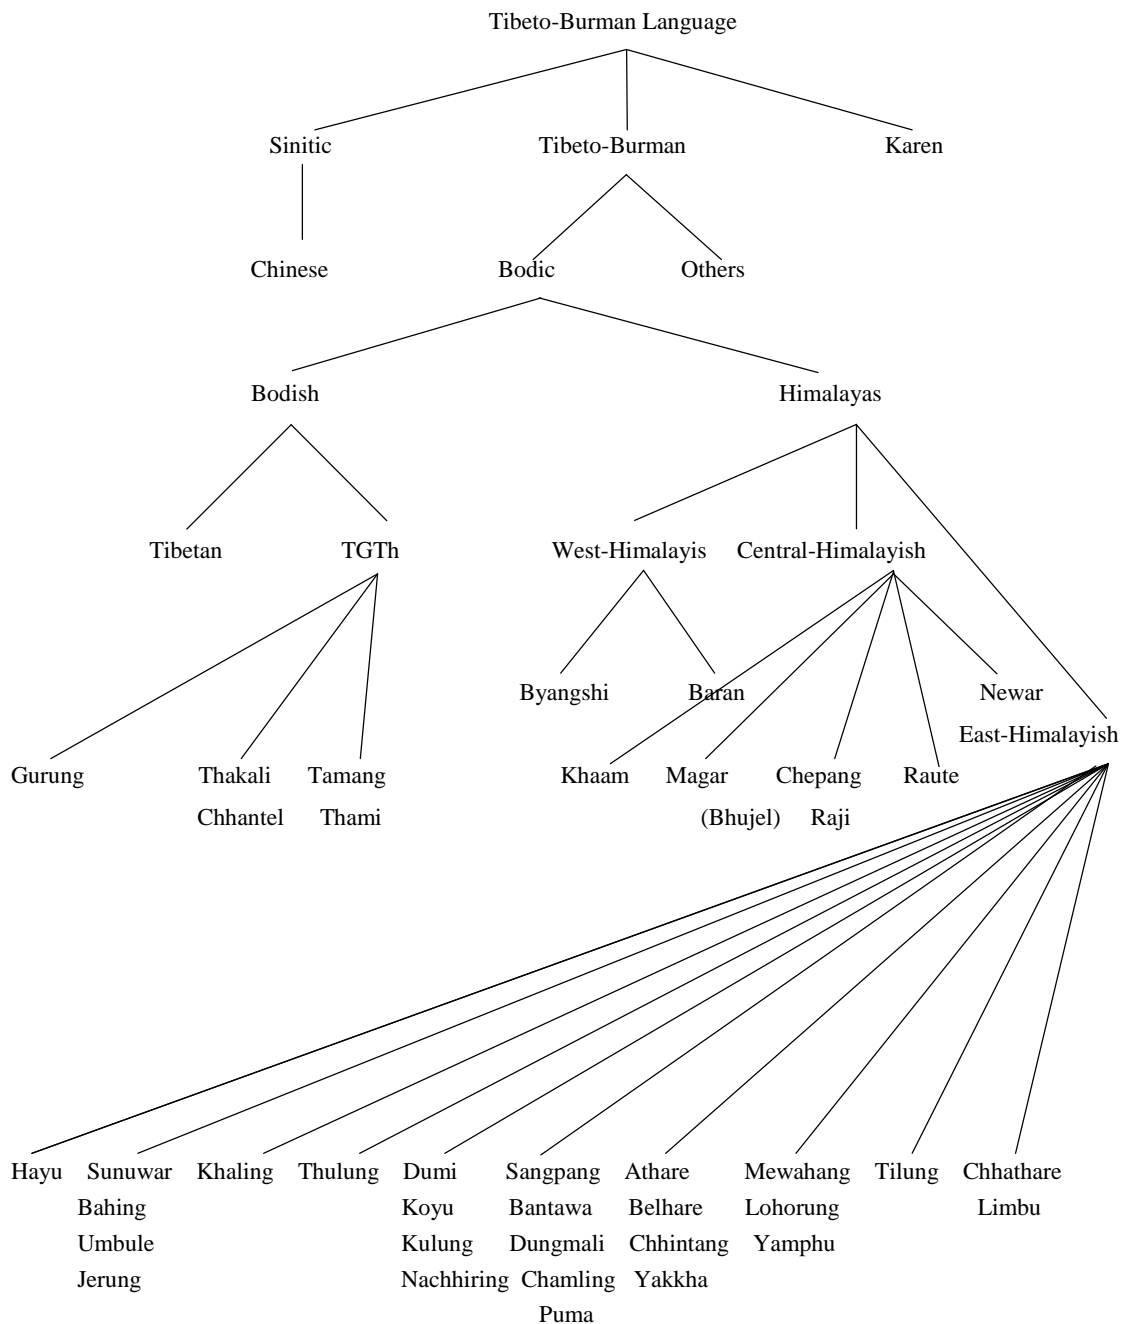 Tibeto-Burman Language
Sinitic Tibeto-Burman Karen
Chinese Bodic Others
Bodish Himalayas
Tibetan TGTh West-Himalayis Central-Himalayish
Byangshi Baran Newar
East-Himalayish
Gurung Thakali Tamang Khaam Magar Chepang Raute
Chhantel Thami (Bhujel) Raji
Hayu Sunuwar Khaling Thulung Dumi Sangpang Athare Mewahang Tilung Chhathare
Bahing Koyu Bantawa Belhare Lohorung Limbu
Umbule Kulung Dungmali Chhintang Yamphu
Jerung Nachhiring Chamling Yakkha
Puma